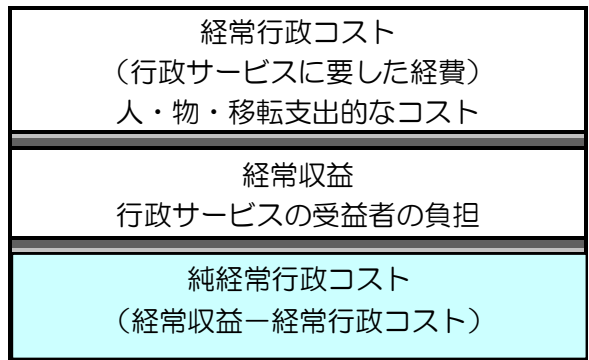 経常行政コスト
（行政サービスに要した経費）
人・物・移転支出的なコスト
経常収益
行政サービスの受益者の負担
純経常行政コスト
（経常収益－経常行政コスト）